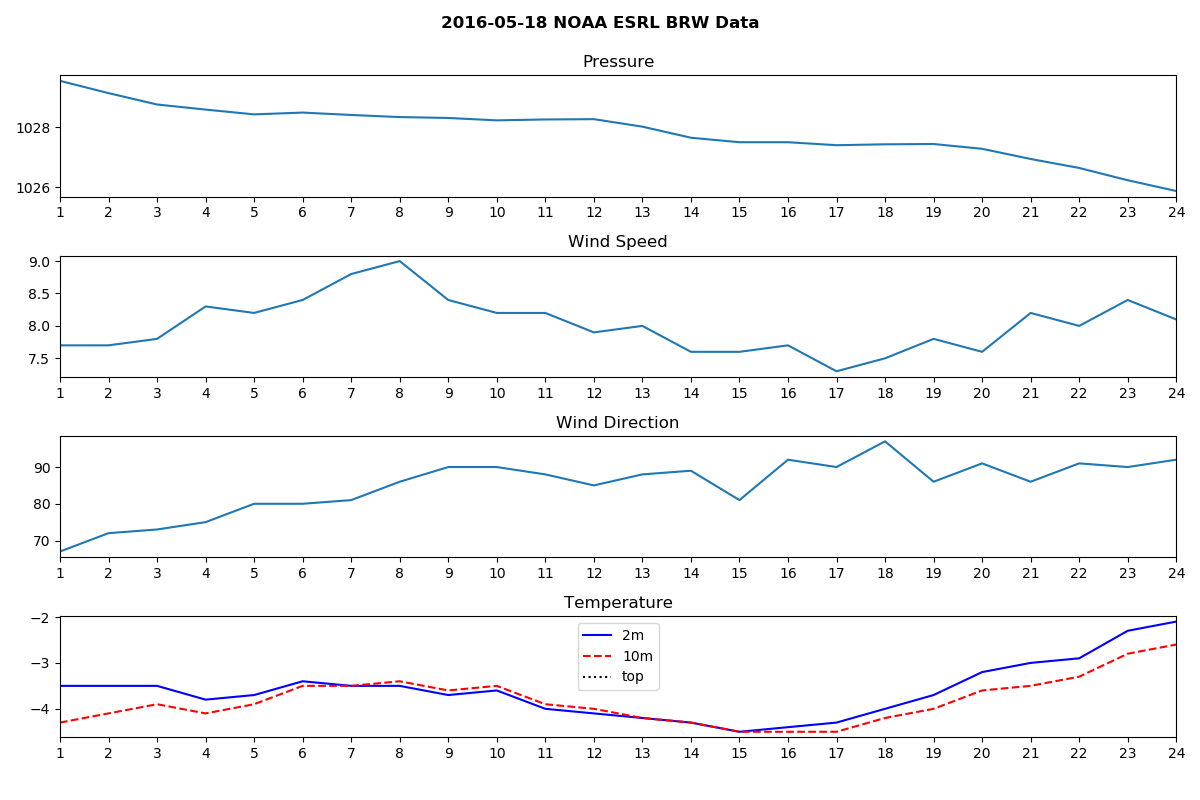 2016-05-18 NOAA ESRL BRW Data
Pressure
1028
1026
1 2 3 4 5 6 7 8 9 10 11 12 13 14 15 16 17 18 19 20 21 22 23 24
Wind Speed
9.0
8.5
8.0
7.5
1 2 3 4 5 6 7 8 9 10 11 12 13 14 15 16 17 18 19 20 21 22 23 24
Wind Direction
90
80
70
1 2 3 4 5 6 7 8 9 10 11 12 13 14 15 16 17 18 19 20 21 22 23 24
Temperature
−2
2m
10m
−3
top
−4
1 2 3 4 5 6 7 8 9 10 11 12 13 14 15 16 17 18 19 20 21 22 23 24